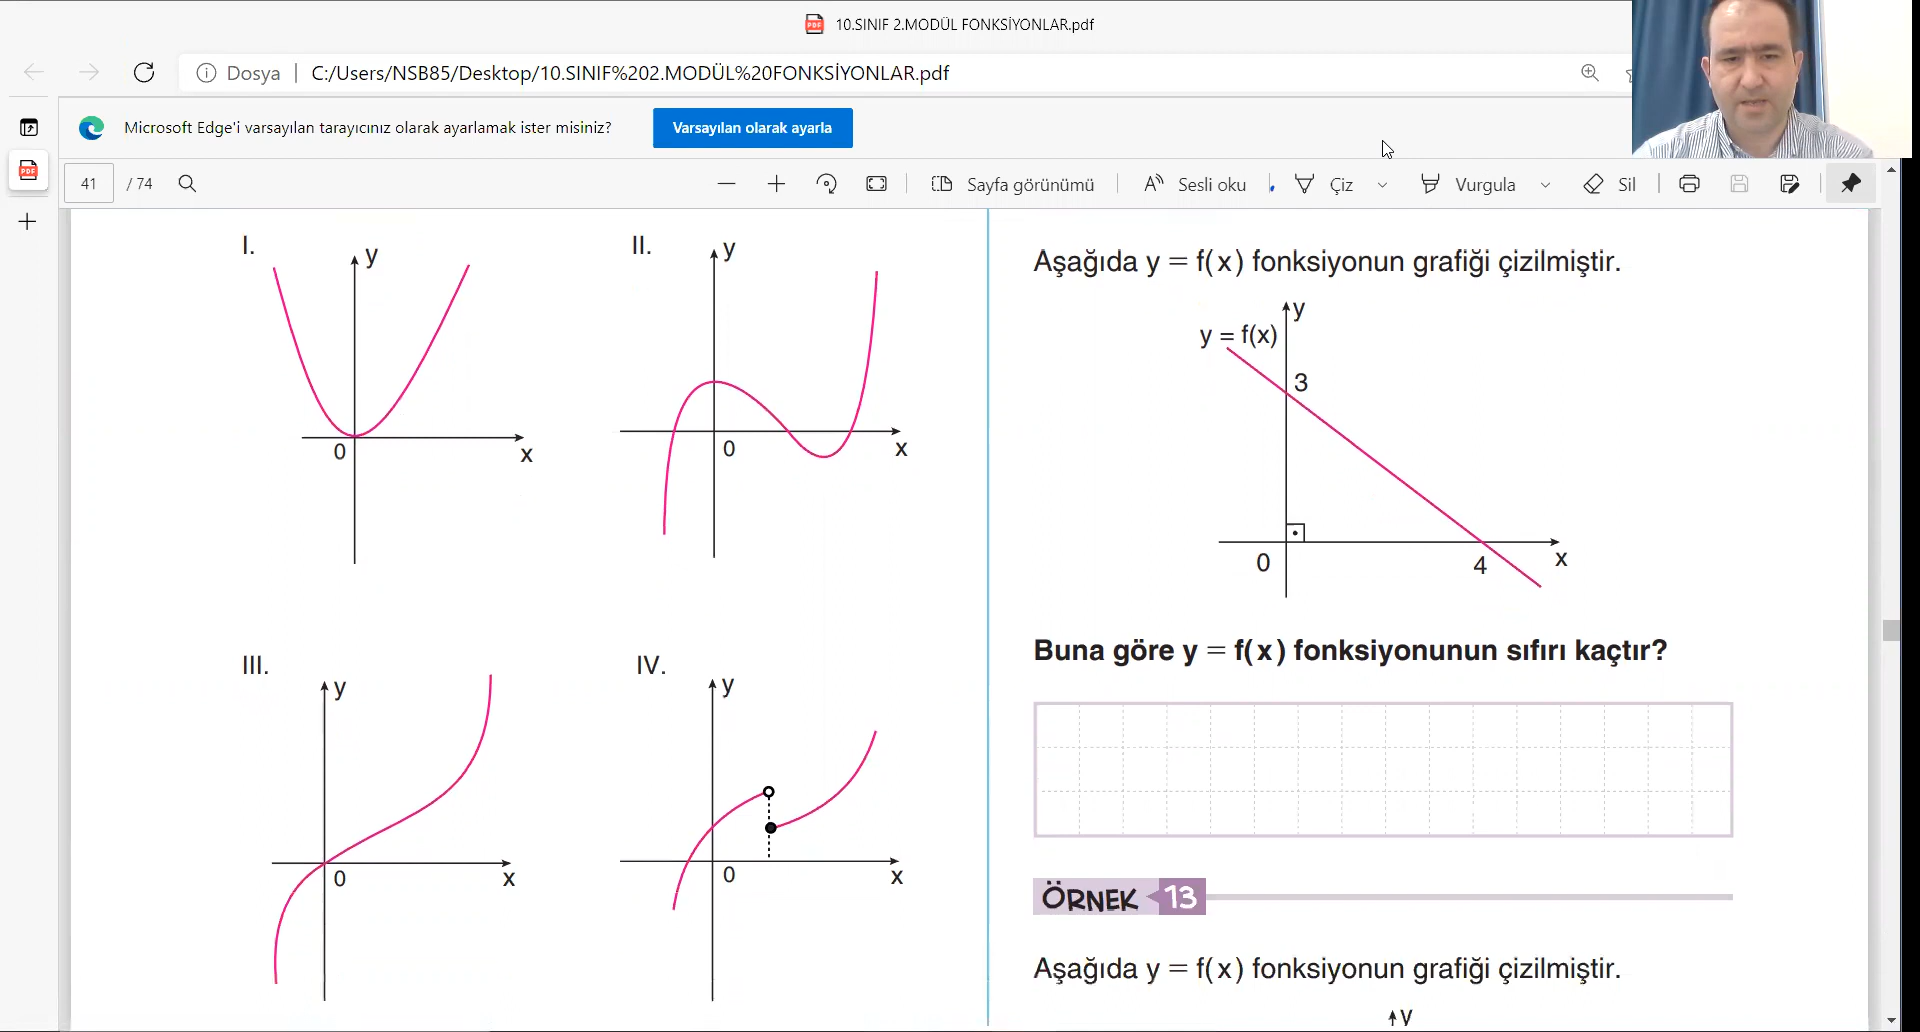 10.SINIF 2.MODÜL FONKSİYONLAR.pdf
Dosya | C:/Users/NSB85/Desktop/10.SINIF%202.MODÜL%20FONKSİYONLAR.pdf
Microsoft Edge'i varsayılan tarayıcınız olarak ayarlamak ister misiniz?
Varsayılan olarak ayarla
41 / 74
Sayfa görünümü
Sesli oku
Çiz
Vurgula
Sil
I.
y
0
x
II.
y
0
x
III.
y
0
x
IV.
y
0
x
Aşağıda y = f(x) fonksiyonun grafiği çizilmiştir.
y
y = f(x)
3
0
4
x
Buna göre y = f(x) fonksiyonunun sıfırı kaçtır?
ÖRNEK 13
Aşağıda y = f(x) fonksiyonun grafiği çizilmiştir.
y